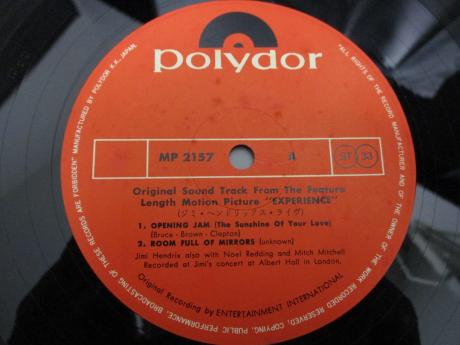 polydor
MP 2157 A ST 33
Original Sound Track From The Feature
Length Motion Picture "EXPERIENCE"
(ジミ・ヘンドリックス・ライヴ)
1. OPENING JAM (The Sunshine Of Your Love)
(Bruce - Brown - Clapton)
2. ROOM FULL OF MIRRORS (unknown)
Jimi Hendrix also with Noel Redding and Mitch Mitchell
Recorded at Jimi's concert at Albert Hall in London.
Original Recording by ENTERTAINMENT INTERNATIONAL
"ALL RIGHTS OF THE RECORD MANUFACTURER AND OF THE OWNER OF THE WORK RECORDED RESERVED, COPYING, PUBLIC PERFORMANCE, BROADCASTING OF THESE RECORDS ARE FORBIDDEN" MANUFACTURED BY POLYDOR K.K., JAPAN.